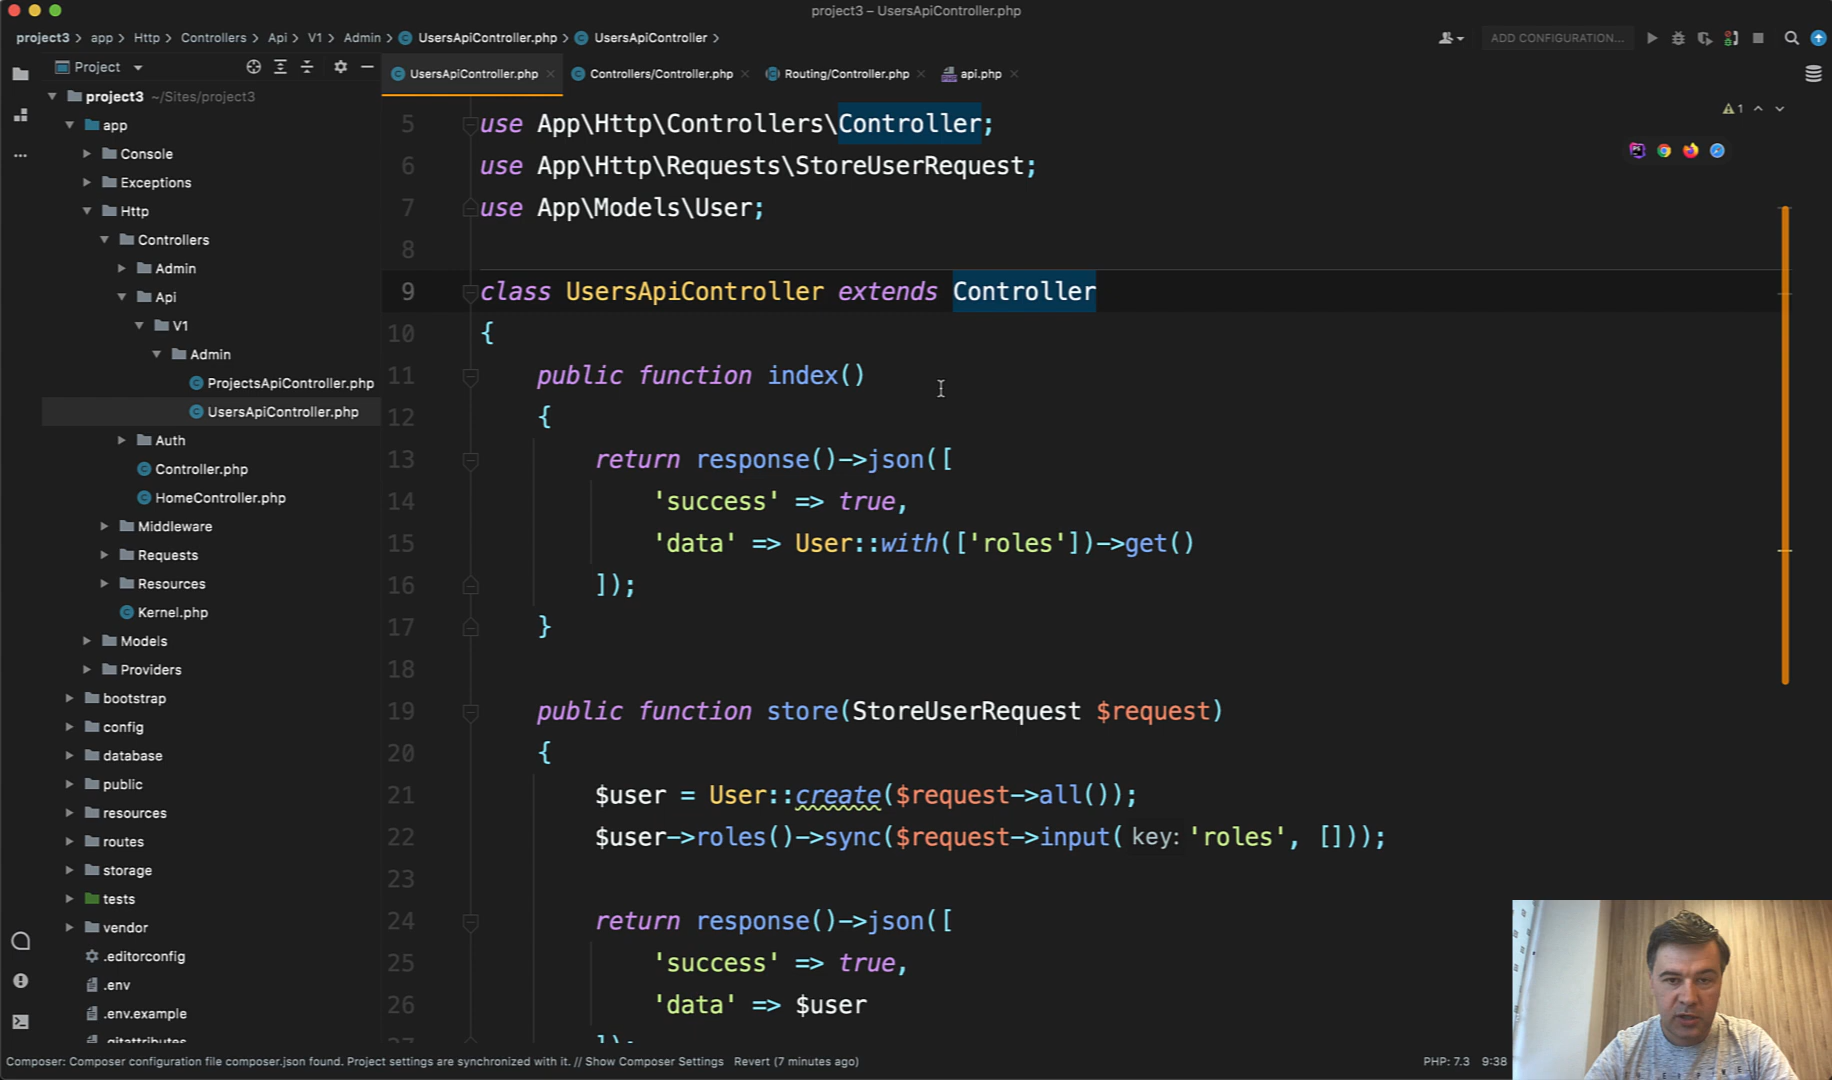 project3 – UsersApiController.php
project3 > app > Http > Controllers > Api > V1 > Admin > UsersApiController.php > UsersApiController >
ADD CONFIGURATION...
Project
UsersApiController.php
Controllers/Controller.php
Routing/Controller.php
api.php
project3 ~/Sites/project3
app
Console
Exceptions
Http
Controllers
Admin
Api
V1
Admin
ProjectsApiController.php
UsersApiController.php
Auth
Controller.php
HomeController.php
Middleware
Requests
Resources
Kernel.php
Models
Providers
bootstrap
config
database
public
resources
routes
storage
tests
vendor
.editorconfig
.env
.env.example
.gitattributes
1
5 use App\Http\Controllers\Controller;
6 use App\Http\Requests\StoreUserRequest;
7 use App\Models\User;
8
9 class UsersApiController extends Controller
10 {
11 public function index()
12 {
13 return response()->json([
14 'success' => true,
15 'data' => User::with(['roles'])->get()
16 ]);
17 }
18
19 public function store(StoreUserRequest $request)
20 {
21 $user = User::create($request->all());
22 $user->roles()->sync($request->input( key: 'roles', []));
23
24 return response()->json([
25 'success' => true,
26 'data' => $user
27 ]);
Composer: Composer configuration file composer.json found. Project settings are synchronized with it. // Show Composer Settings Revert (7 minutes ago)
PHP: 7.3 9:38